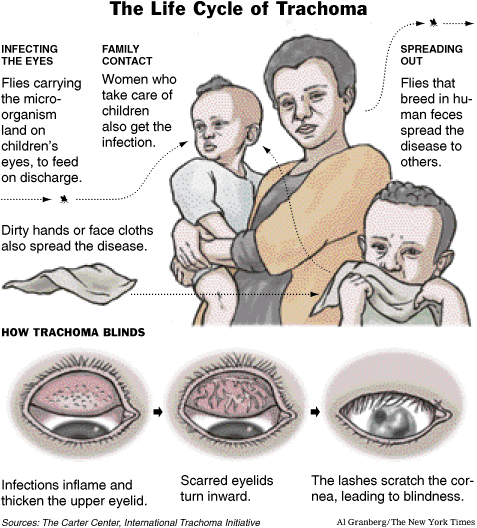 The Life Cycle of Trachoma
INFECTING
THE EYES
Flies carrying
the micro-
organism
land on
children's
eyes, to feed
on discharge.
FAMILY
CONTACT
Women who
take care of
children
also get the
infection.
SPREADING
OUT
Flies that
breed in hu-
man feces
spread the
disease to
others.
Dirty hands or face cloths
also spread the disease.
HOW TRACHOMA BLINDS
Infections inflame and
thicken the upper eyelid.
Scarred eyelids
turn inward.
The lashes scratch the cor-
nea, leading to blindness.
Sources: The Carter Center, International Trachoma Initiative
Al Granberg/The New York Times